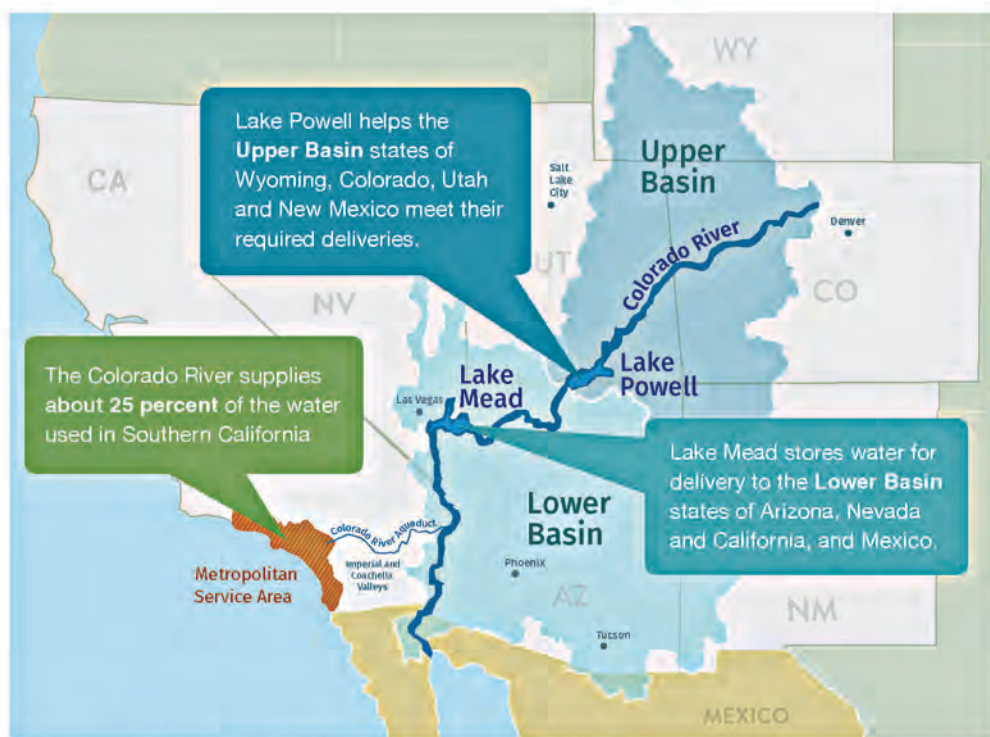 WY
Lake Powell helps the
Upper Basin states of
Wyoming, Colorado, Utah
and New Mexico meet their
required deliveries.
CA
Upper
Basin
Salt
Lake
City
Denver
Colorado River
UT
CO
NV
The Colorado River supplies
about 25 percent of the water
used in Southern California
Lake
Mead
Lake
Powell
Las Vegas
Lake Mead stores water for
delivery to the Lower Basin
states of Arizona, Nevada
and California, and Mexico.
Lower
Basin
Colorado River Aqueduct
Imperial and
Coachella
Valleys
Metropolitan
Service Area
Phoenix
AZ
NM
Tucson
MEXICO